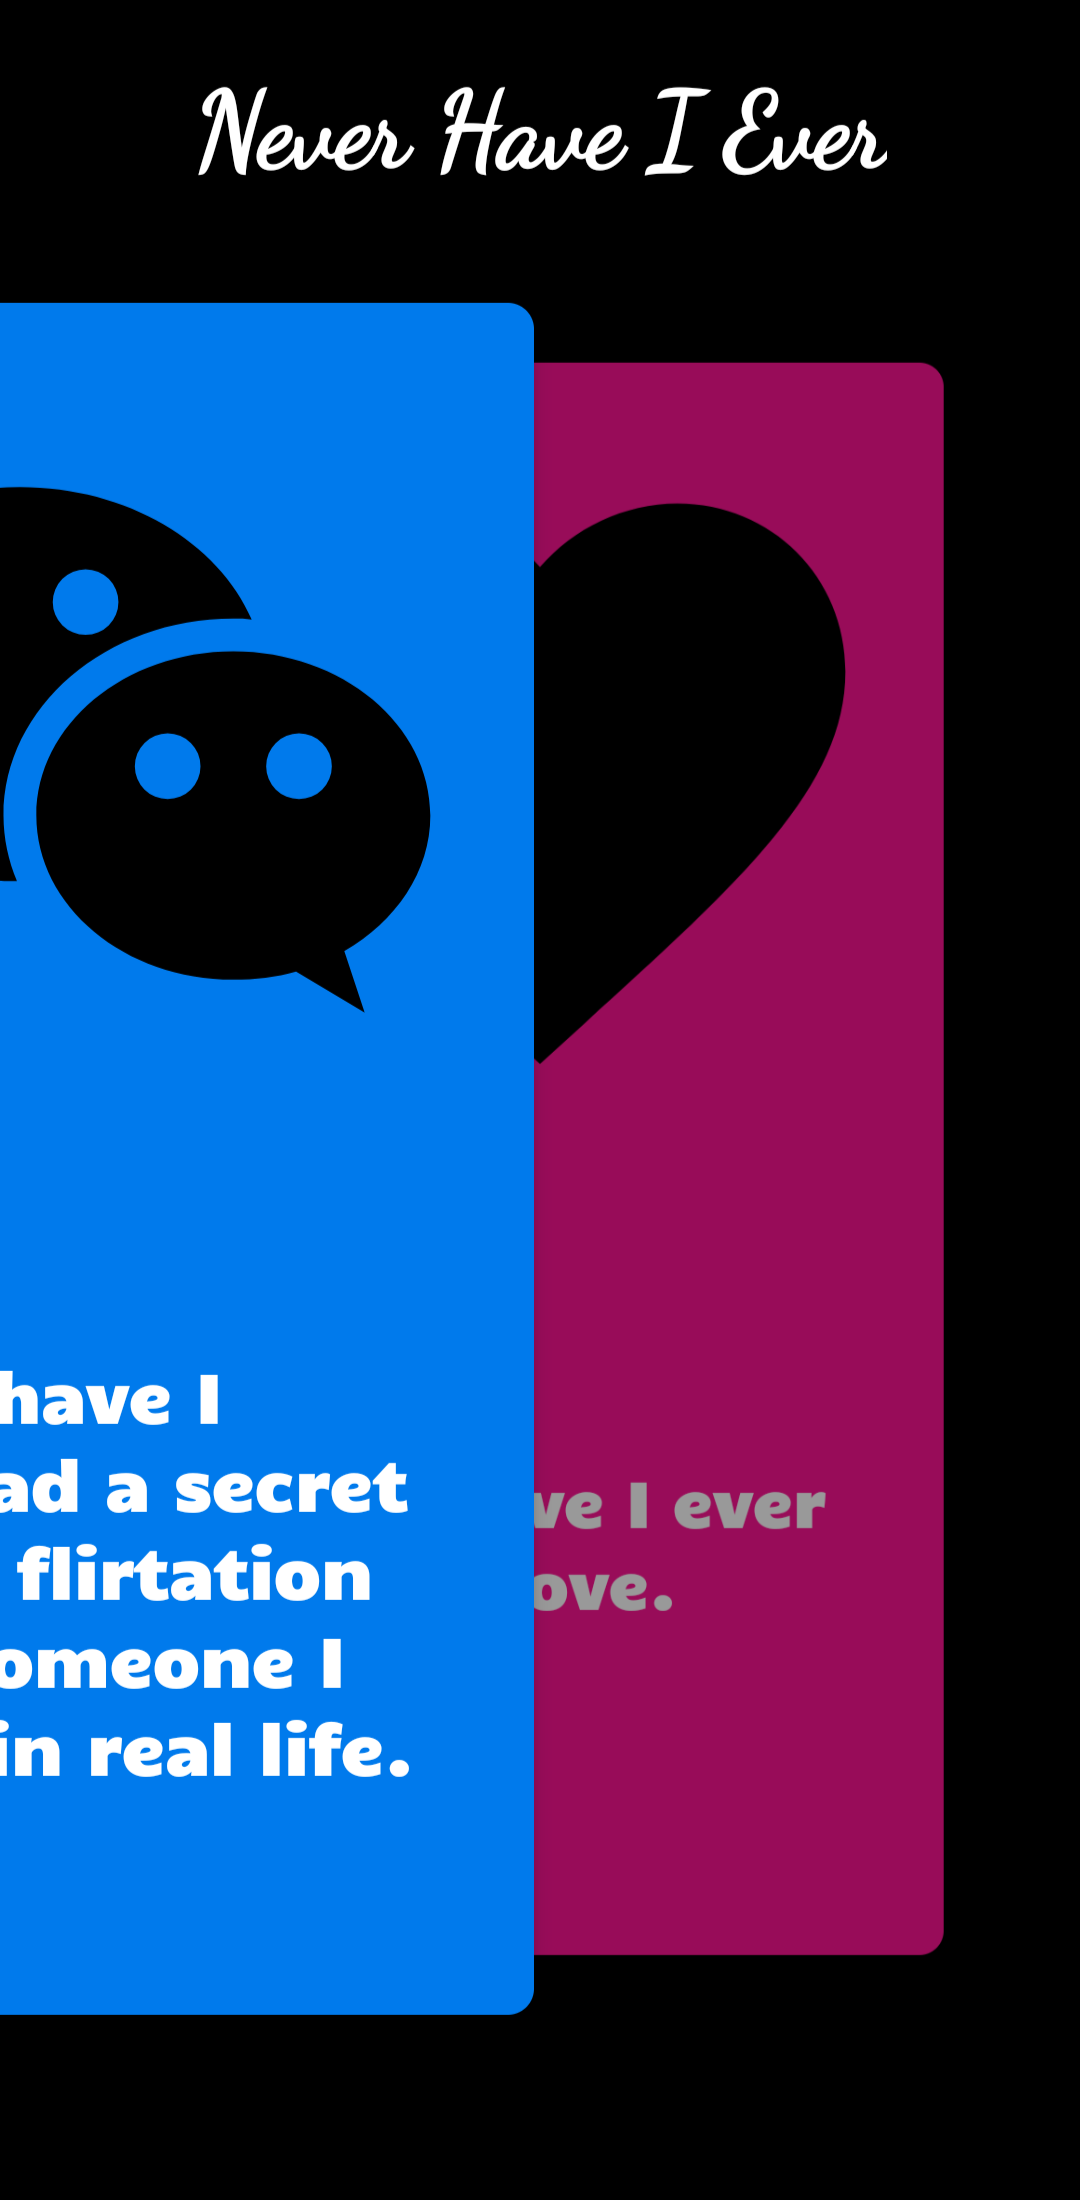 Never Have I Ever
have I
ad a secret
flirtation
omeone I
in real life.
ve I ever
ove.